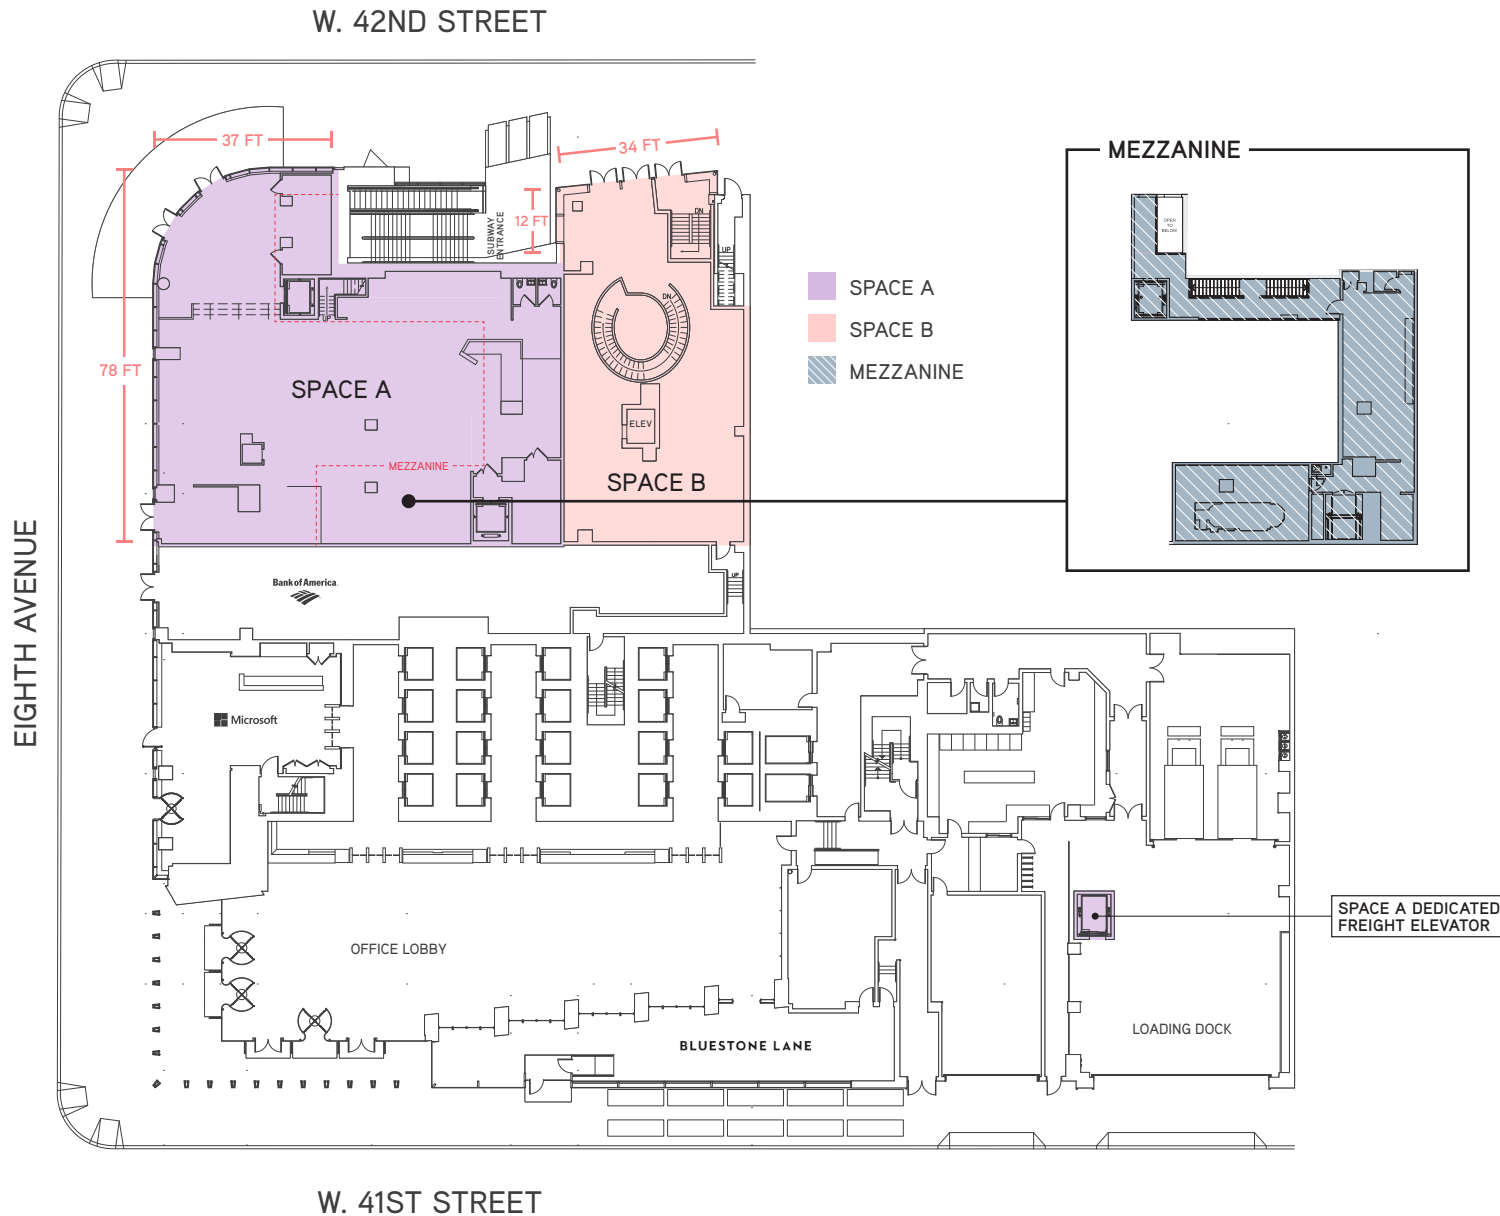 W. 42ND STREET
37 FT
34 FT
MEZZANINE
12 FT
SUBWAY
ENTRANCE
DN
UP
OPEN
TO
BELOW
SPACE A
SPACE B
MEZZANINE
78 FT
DN
SPACE A
ELEV
MEZZANINE
SPACE B
EIGHTH AVENUE
Bank of America
UP
Microsoft
SPACE A DEDICATED
FREIGHT ELEVATOR
OFFICE LOBBY
LOADING DOCK
BLUESTONE LANE
W. 41ST STREET